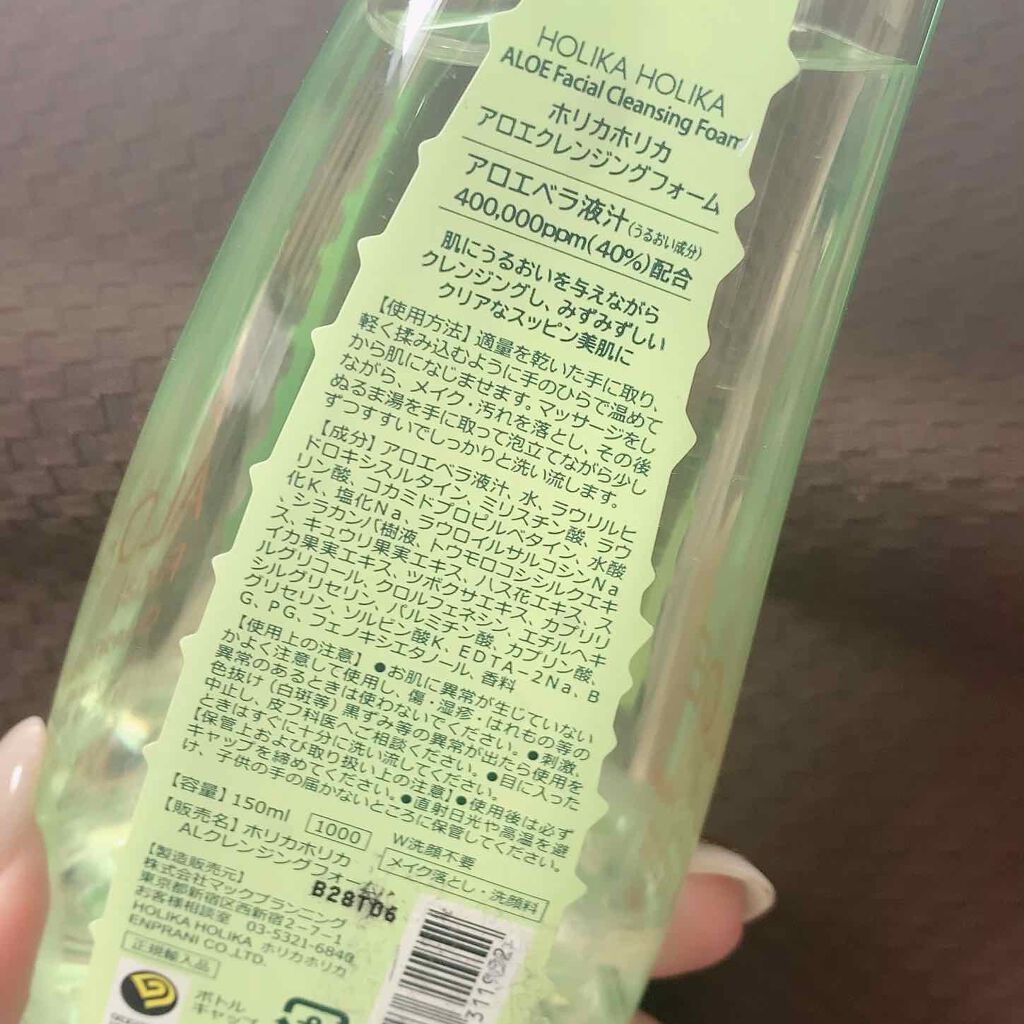 HOLIKA HOLIKA
ALOE Facial Cleansing Foam
ホリカホリカ
アロエクレンジングフォーム
アロエベラ液汁(うるおい成分)
400,000ppm(40%)配合
肌にうるおいを与えながら
クレンジングし、みずみずしい
クリアなスッピン美肌に
【使用方法】適量を乾いた手に取り、
軽く揉み込むように手のひらで温めて
から肌になじませます。マッサージをし
ながら、メイク・汚れを落とし、その後
ぬるま湯を手に取って泡立てながら少し
ずつすすいでしっかりと洗い流します。
【成分】アロエベラ液汁、水、ラウリルヒ
ドロキシスルタイン、ミリスチン酸、ラウ
リン酸、コカミドプロピルベタイン、水酸
化K、塩化Na、ラウロイルサルコシンNa
、シラカンバ樹液、トウモロコシシルクエキ
ス、キュウリ果実エキス、ハス花エキス、ス
イカ果実エキス、ツボクサエキス、カプリリ
ルグリコール、クロルフェネシン、エチルヘキ
シルグリセリン、パルミチン酸、カプリン酸、
グリセリン、ソルビン酸K、EDTA-2Na、B
G、PG、フェノキシエタノール、香料
【使用上の注意】●お肌に異常が生じていない
かよく注意して使用し、傷・湿疹・はれもの等の
異常のあるときは使わないでください。●刺激、
色抜け(白斑等)黒ずみ等の異常が出たら使用を
中止し、皮フ科医へご相談ください。●目に入った
ときはすぐに十分に洗い流してください。
【保管上および取り扱い上の注意】●使用後は必ず
キャップを締めてください。●直射日光や高温を避
け、子供の手の届かないところに保管してください。
【容量】150ml 1000 W洗顔不要
【販売名】ホリカホリカ メイク落とし・洗顔料
ALクレンジングフォーム
B28T06
【製造販売元】
株式会社マックプランニング
東京都新宿区西新宿2-7-1
お客様相談室 03-5321-6840
HOLIKA HOLIKA ホリカホリカ
ENPRANI CO.,LTD.
正規輸入品
ボトル
キャップ